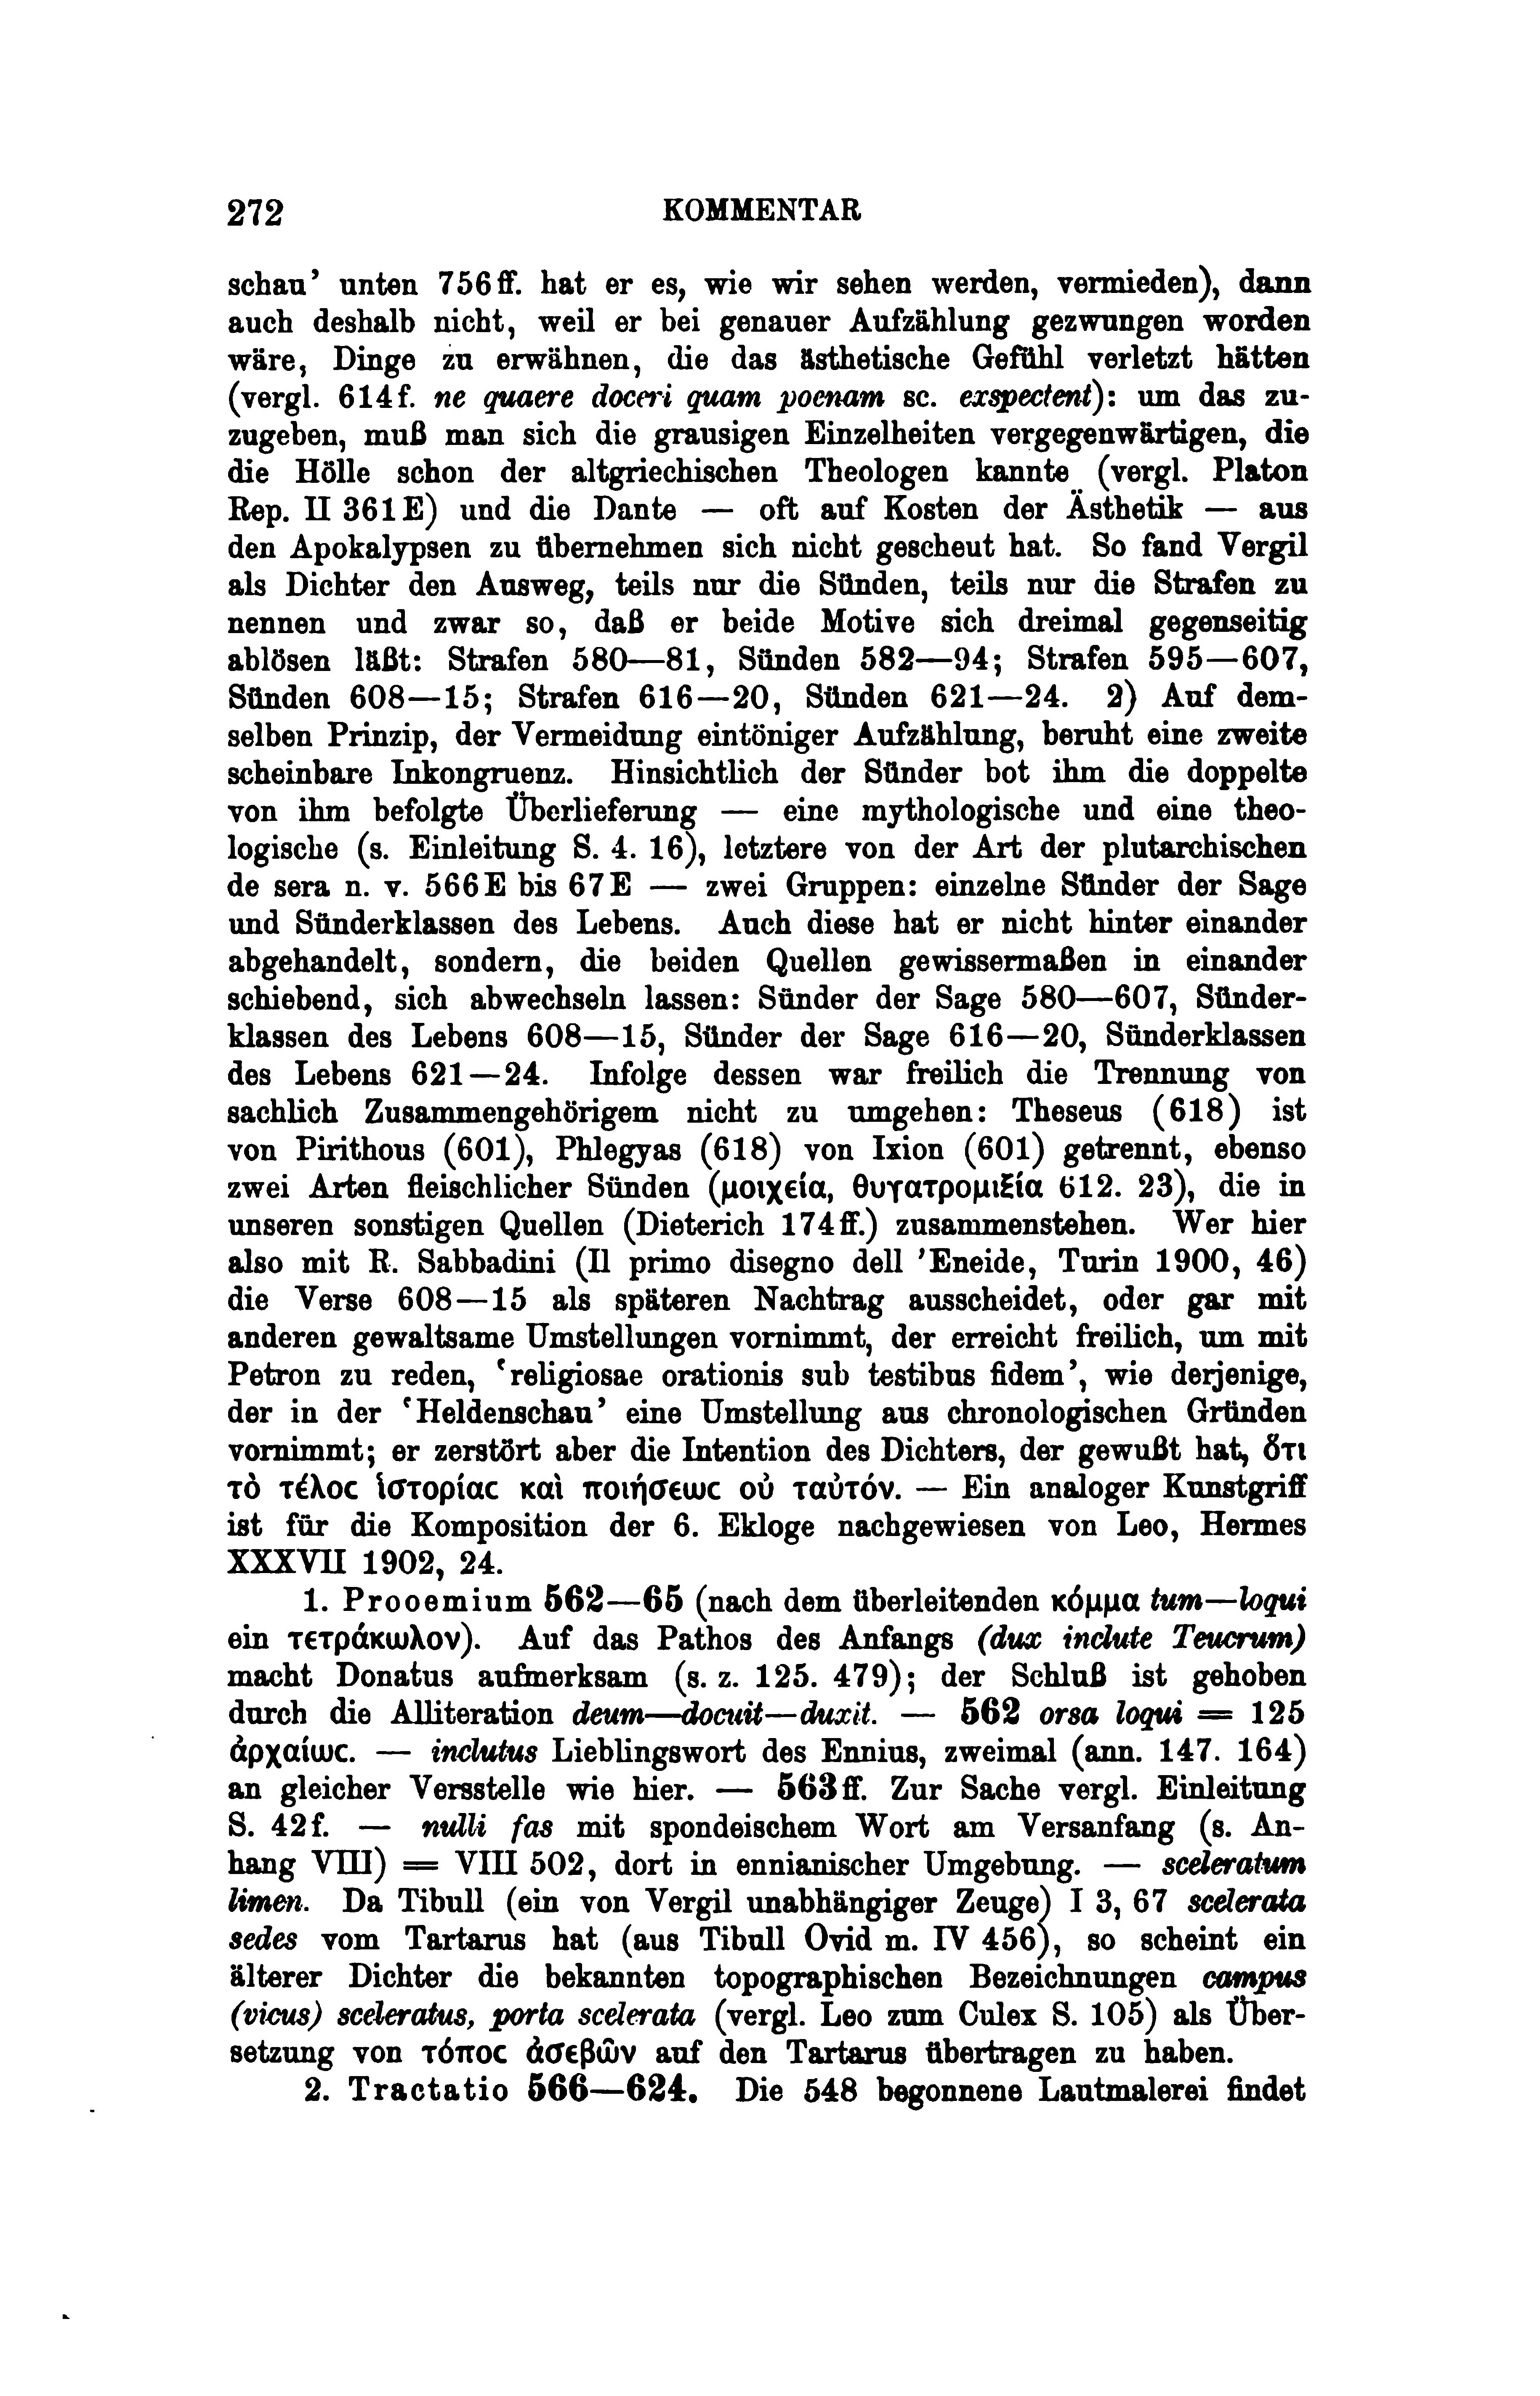 272 KOMMENTAR
schau’ unten 756ff. hat er es, wie wir sehen werden, vermieden), dann
auch deshalb nicht, weil er bei genauer Aufzählung gezwungen worden
wäre, Dinge zu erwähnen, die das ästhetische Gefühl verletzt hätten
(vergl. 614f. ne quaere doceri quam poenam sc. exspectent): um das zu-
zugeben, muß man sich die grausigen Einzelheiten vergegenwärtigen, die
die Hölle schon der altgriechischen Theologen kannte (vergl. Platon
Rep. II 361E) und die Dante — oft auf Kosten der Ästhetik — aus
den Apokalypsen zu übernehmen sich nicht gescheut hat. So fand Vergil
als Dichter den Ausweg, teils nur die Sünden, teils nur die Strafen zu
nennen und zwar so, daß er beide Motive sich dreimal gegenseitig
ablösen läßt: Strafen 580—81, Sünden 582—94; Strafen 595—607,
Sünden 608—15; Strafen 616—20, Sünden 621—24. 2) Auf dem-
selben Prinzip, der Vermeidung eintöniger Aufzählung, beruht eine zweite
scheinbare Inkongruenz. Hinsichtlich der Sünder bot ihm die doppelte
von ihm befolgte Überlieferung — eine mythologische und eine theo-
logische (s. Einleitung S. 4. 16), letztere von der Art der plutarchischen
de sera n. v. 566E bis 67E — zwei Gruppen: einzelne Sünder der Sage
und Sünderklassen des Lebens. Auch diese hat er nicht hinter einander
abgehandelt, sondern, die beiden Quellen gewissermaßen in einander
schiebend, sich abwechseln lassen: Sünder der Sage 580—607, Sünder-
klassen des Lebens 608—15, Sünder der Sage 616—20, Sünderklassen
des Lebens 621—24. Infolge dessen war freilich die Trennung von
sachlich Zusammengehörigem nicht zu umgehen: Theseus (618) ist
von Pirithous (601), Phlegyas (618) von Ixion (601) getrennt, ebenso
zwei Arten fleischlicher Sünden (μοιχεία, θυγατρομιξία 612. 23), die in
unseren sonstigen Quellen (Dieterich 174ff.) zusammenstehen. Wer hier
also mit R. Sabbadini (Il primo disegno dell ’Eneide, Turin 1900, 46)
die Verse 608—15 als späteren Nachtrag ausscheidet, oder gar mit
anderen gewaltsame Umstellungen vornimmt, der erreicht freilich, um mit
Petron zu reden, ‘religiosae orationis sub testibus fidem’, wie derjenige,
der in der ‘Heldenschau’ eine Umstellung aus chronologischen Gründen
vornimmt; er zerstört aber die Intention des Dichters, der gewußt hat, ὅτι
τὸ τέλοc ἱστορίαc καὶ ποιήσεωc οὐ ταὐτόν. — Ein analoger Kunstgriff
ist für die Komposition der 6. Ekloge nachgewiesen von Leo, Hermes
XXXVII 1902, 24.
1. Prooemium 562—65 (nach dem überleitenden κόμμα tum—loqui
ein τετράκωλον). Auf das Pathos des Anfangs (dux inclute Teucrum)
macht Donatus aufmerksam (s. z. 125. 479); der Schluß ist gehoben
durch die Alliteration deum—docuit—duxit. — 562 orsa loqui = 125
ἀρχαίωc. — inclutus Lieblingswort des Ennius, zweimal (ann. 147. 164)
an gleicher Versstelle wie hier. — 563ff. Zur Sache vergl. Einleitung
S. 42f. — nulli fas mit spondeischem Wort am Versanfang (s. An-
hang VIII) = VIII 502, dort in ennianischer Umgebung. — sceleratum
limen. Da Tibull (ein von Vergil unabhängiger Zeuge) I 3, 67 scelerata
sedes vom Tartarus hat (aus Tibull Ovid m. IV 456), so scheint ein
älterer Dichter die bekannten topographischen Bezeichnungen campus
(vicus) sceleratus, porta scelerata (vergl. Leo zum Culex S. 105) als Über-
setzung von τόποc ἀσεβῶν auf den Tartarus übertragen zu haben.
2. Tractatio 566—624. Die 548 begonnene Lautmalerei findet